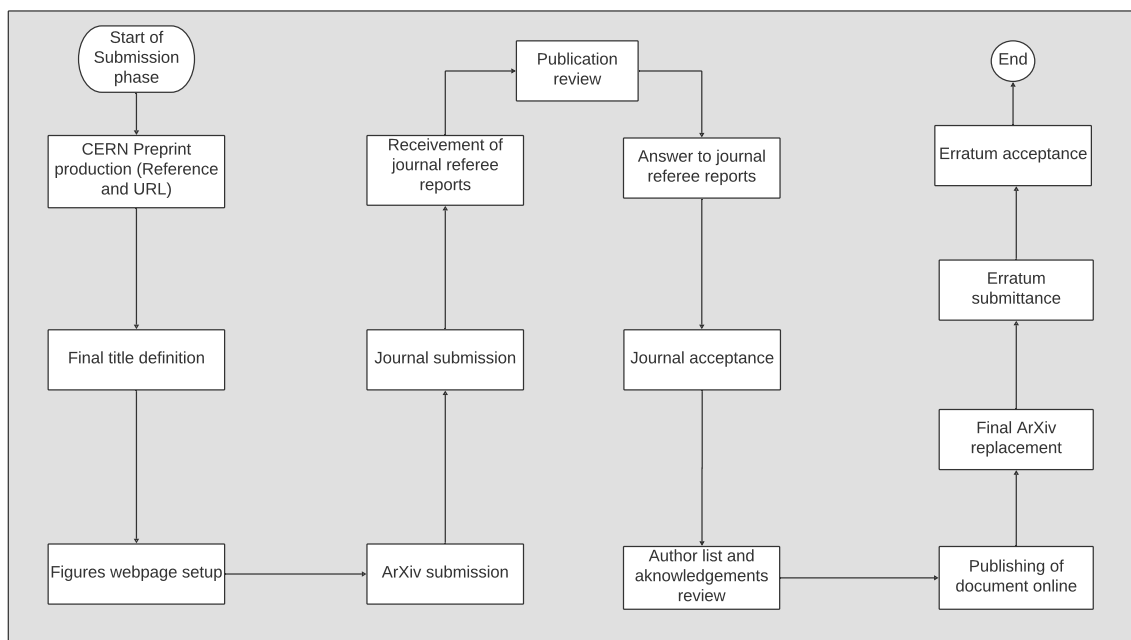 Start of
Submission
phase
CERN Preprint
production (Reference
and URL)
Final title definition
Figures webpage setup
ArXiv submission
Journal submission
Receivement of
journal referee
reports
Publication
review
Answer to journal
referee reports
Journal acceptance
Author list and
aknowledgements
review
Publishing of
document online
Final ArXiv
replacement
Erratum
submittance
Erratum acceptance
End